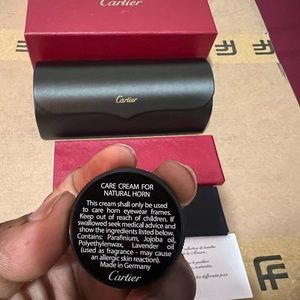 Cartier
Cartier
CARE CREAM FOR
NATURAL HORN
This cream shall only be used
to care horn eyewear frames.
Keep out of reach of children. If
swallowed seek medical advice and
show the ingredients listed below.
Contains: Parafinium, Jojoba oil,
Polyethylenwax, Lavender oil
(used as fragrance - may cause
an allergic skin reaction).
Made in Germany
Cartier